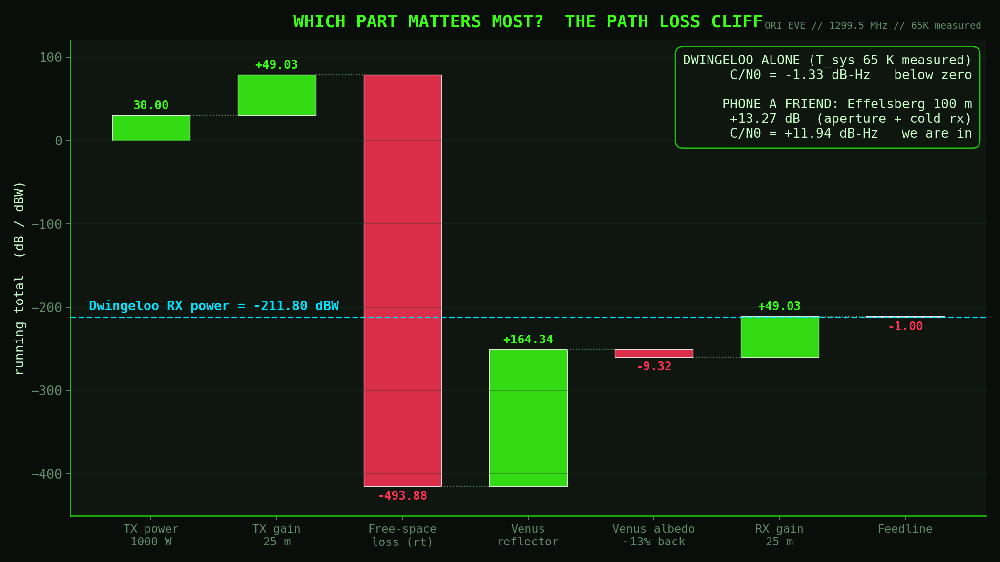 WHICH PART MATTERS MOST?  THE PATH LOSS CLIFF
ORI EVE // 1299.5 MHz // 65K measured
DWINGELOO ALONE (T_sys 65 K measured)
C/N0 = -1.33 dB-Hz   below zero
PHONE A FRIEND: Effelsberg 100 m
+13.27 dB  (aperture + cold rx)
C/N0 = +11.94 dB-Hz   we are in
running total  (dB / dBW)
100
0
−100
−200
−300
−400
30.00
+49.03
-493.88
+164.34
-9.32
+49.03
-1.00
Dwingeloo RX power = -211.80 dBW
TX power
1000 W
TX gain
25 m
Free-space
loss (rt)
Venus
reflector
Venus albedo
~13% back
RX gain
25 m
Feedline